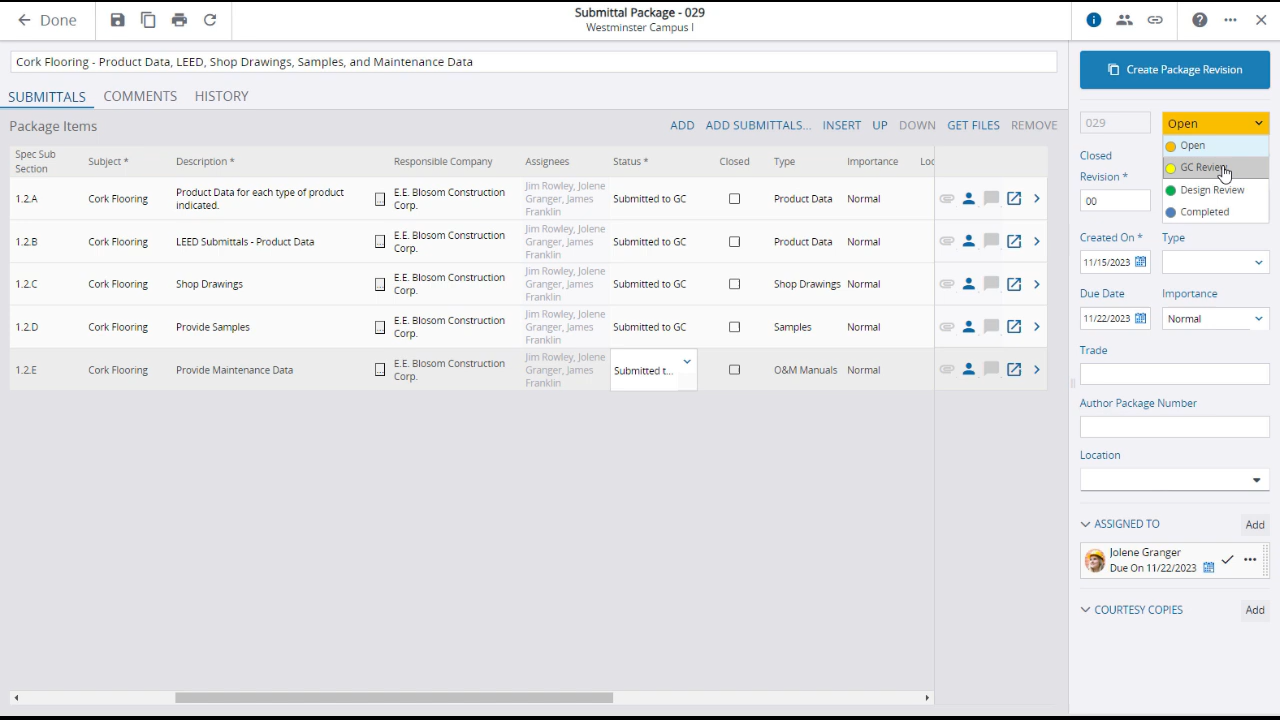 Done
Submittal Package - 029
Westminster Campus I
Cork Flooring - Product Data, LEED, Shop Drawings, Samples, and Maintenance Data
SUBMITTALS COMMENTS HISTORY
Package Items
ADD ADD SUBMITTALS... INSERT UP DOWN GET FILES REMOVE
Spec Sub Section Subject * Description * Responsible Company Assignees Status * Closed Type Importance Loc
1.2.A Cork Flooring Product Data for each type of product indicated. ... E.E. Blosom Construction Corp. Jim Rowley, Jolene Granger, James Franklin Submitted to GC Product Data Normal
1.2.B Cork Flooring LEED Submittals - Product Data ... E.E. Blosom Construction Corp. Jim Rowley, Jolene Granger, James Franklin Submitted to GC Product Data Normal
1.2.C Cork Flooring Shop Drawings ... E.E. Blosom Construction Corp. Jim Rowley, Jolene Granger, James Franklin Submitted to GC Shop Drawings Normal
1.2.D Cork Flooring Provide Samples ... E.E. Blosom Construction Corp. Jim Rowley, Jolene Granger, James Franklin Submitted to GC Samples Normal
1.2.E Cork Flooring Provide Maintenance Data ... E.E. Blosom Construction Corp. Jim Rowley, Jolene Granger, James Franklin Submitted t... O&M Manuals Normal
Create Package Revision
029 Open
Open
GC Review
Design Review
Completed
Closed
Revision *
00
Created On * Type
11/15/2023
Due Date Importance
11/22/2023 Normal
Trade
Author Package Number
Location
ASSIGNED TO Add
Jolene Granger
Due On 11/22/2023
COURTESY COPIES Add